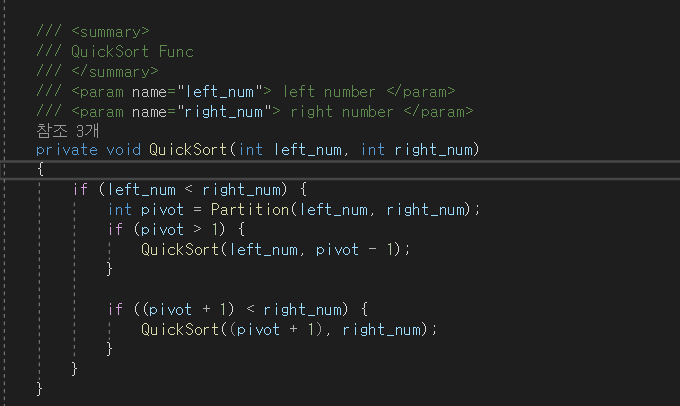 /// <summary>
/// QuickSort Func
/// </summary>
/// <param name="left_num"> left number </param>
/// <param name="right_num"> right number </param>
참조 3개
private void QuickSort(int left_num, int right_num)
{
if (left_num < right_num) {
int pivot = Partition(left_num, right_num);
if (pivot > 1) {
QuickSort(left_num, pivot - 1);
}
if ((pivot + 1) < right_num) {
QuickSort((pivot + 1), right_num);
}
}
}